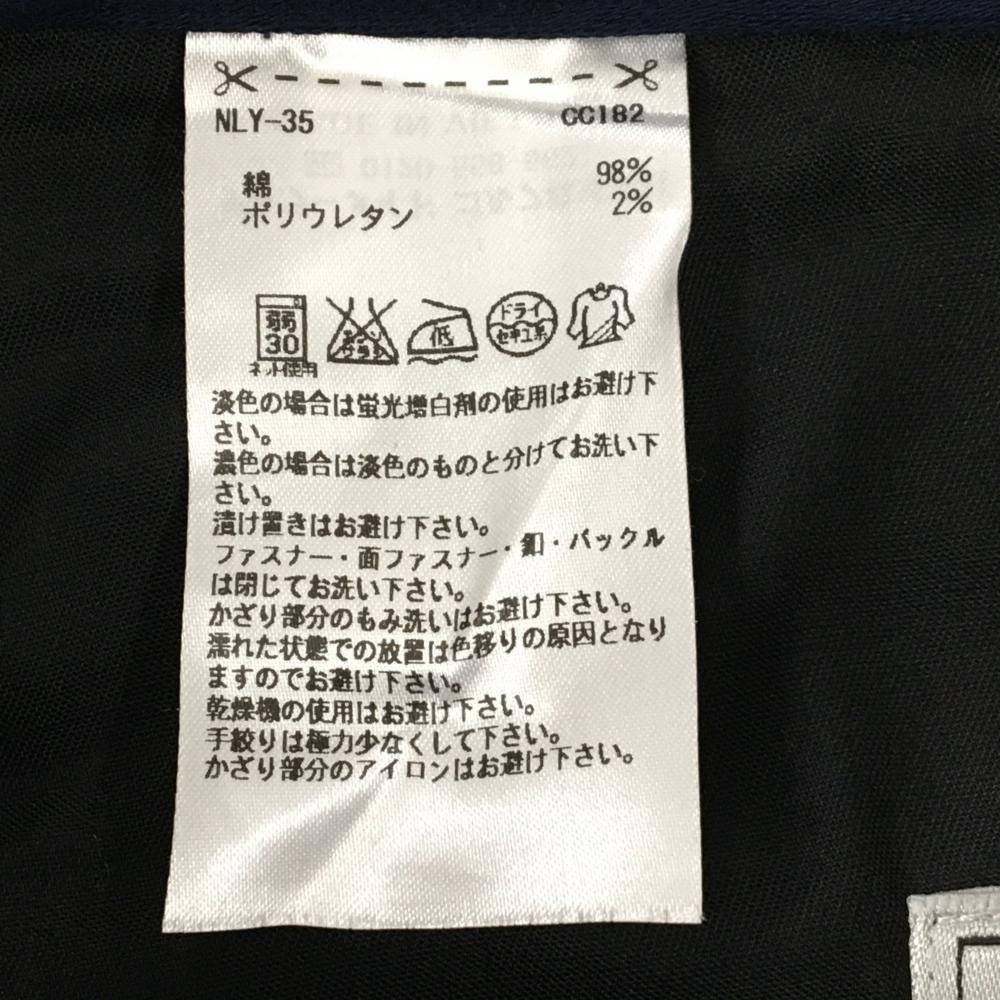 NLY-35 CC182
綿 98%
ポリウレタン 2%
弱
30
ネット使用
エンソ
サラシ
低
ドライ
セキユ系
淡色の場合は蛍光増白剤の使用はお避け下
さい。
濃色の場合は淡色のものと分けてお洗い下
さい。
漬け置きはお避け下さい。
ファスナー・面ファスナー・釦・バックル
は閉じてお洗い下さい。
かざり部分のもみ洗いはお避け下さい。
濡れた状態での放置は色移りの原因となり
ますのでお避け下さい。
乾燥機の使用はお避け下さい。
手絞りは極力少なくして下さい。
かざり部分のアイロンはお避け下さい。